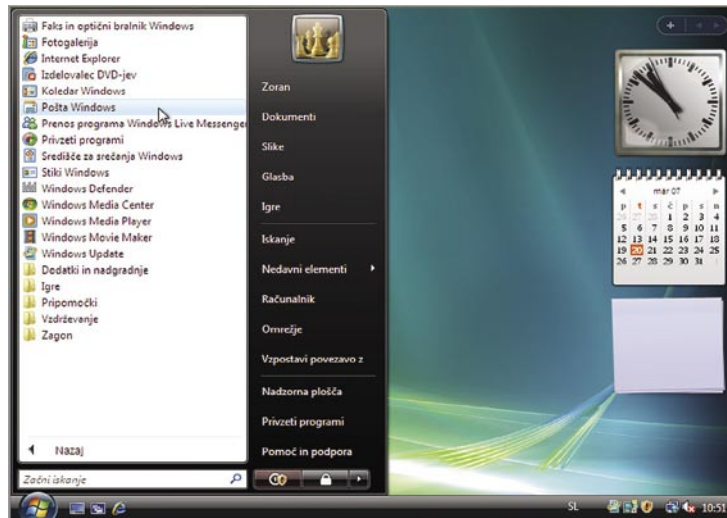 Faks in optični bralnik Windows
Fotogalerija
Internet Explorer
Izdelovalec DVD-jev
Koledar Windows
Pošta Windows
Prenos programa Windows Live Messenger
Privzeti programi
Središče za srečanja Windows
Stiki Windows
Windows Defender
Windows Media Center
Windows Media Player
Windows Movie Maker
Windows Update
Dodatki in nadgradnje
Igre
Pripomočki
Vzdrževanje
Zagon
Nazaj
Začni iskanje
Zoran
Dokumenti
Slike
Glasba
Igre
Iskanje
Nedavni elementi
Računalnik
Omrežje
Vzpostavi povezavo z
Nadzorna plošča
Privzeti programi
Pomoč in podpora
mar 07
p t s č p s n
26 27 28 1 2 3 4
5 6 7 8 9 10 11
12 13 14 15 16 17 18
19 20 21 22 23 24 25
26 27 28 29 30 31
SL
10:51